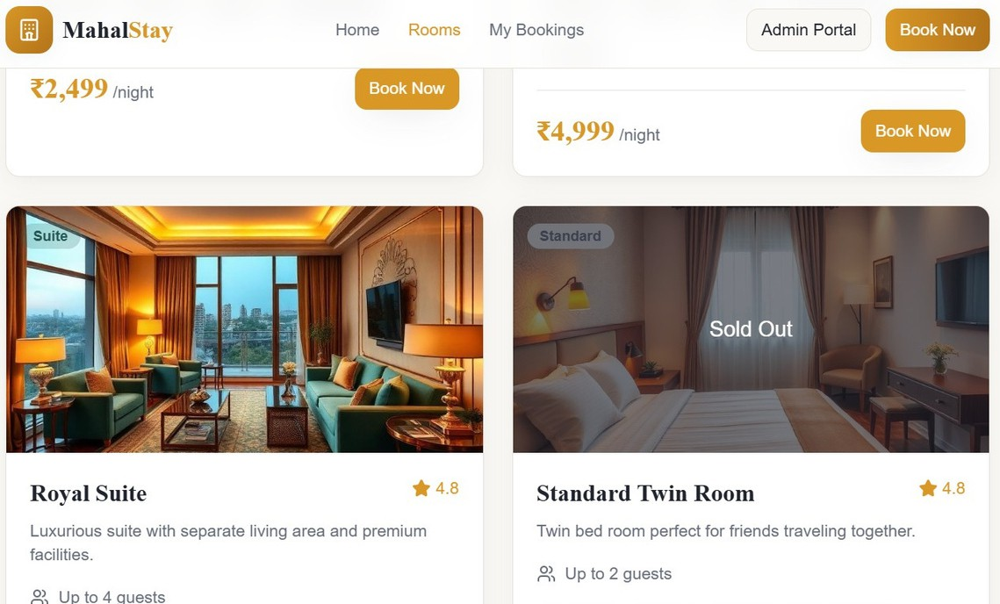 MahalStay
Home
Rooms
My Bookings
Admin Portal
Book Now
₹2,499 /night
Book Now
₹4,999 /night
Book Now
Suite
Royal Suite
4.8
Luxurious suite with separate living area and premium
facilities.
Up to 4 guests
Standard
Sold Out
Standard Twin Room
4.8
Twin bed room perfect for friends traveling together.
Up to 2 guests